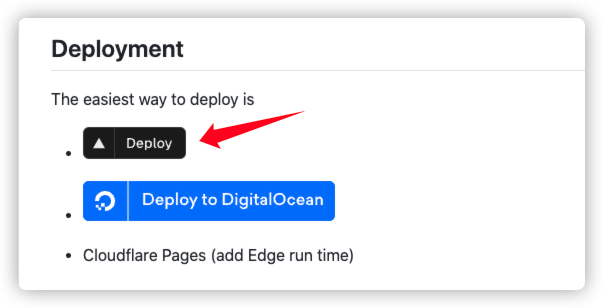 Deployment
The easiest way to deploy is
Deploy
Deploy to DigitalOcean
Cloudflare Pages (add Edge run time)